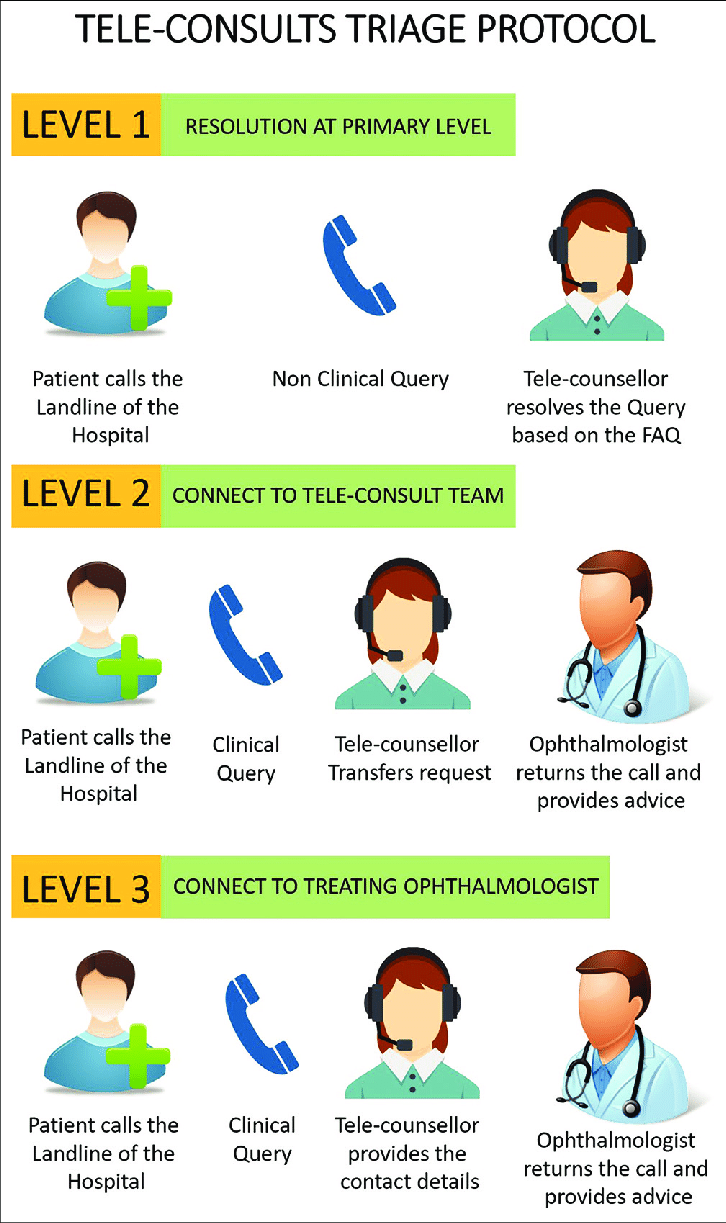 TELE-CONSULTS TRIAGE PROTOCOL
LEVEL 1
RESOLUTION AT PRIMARY LEVEL
Patient calls the
Landline of the
Hospital
Non Clinical Query
Tele-counsellor
resolves the Query
based on the FAQ
LEVEL 2
CONNECT TO TELE-CONSULT TEAM
Patient calls the
Landline of the
Hospital
Clinical
Query
Tele-counsellor
Transfers request
Ophthalmologist
returns the call and
provides advice
LEVEL 3
CONNECT TO TREATING OPHTHALMOLOGIST
Patient calls the
Landline of the
Hospital
Clinical
Query
Tele-counsellor
provides the
contact details
Ophthalmologist
returns the call and
provides advice